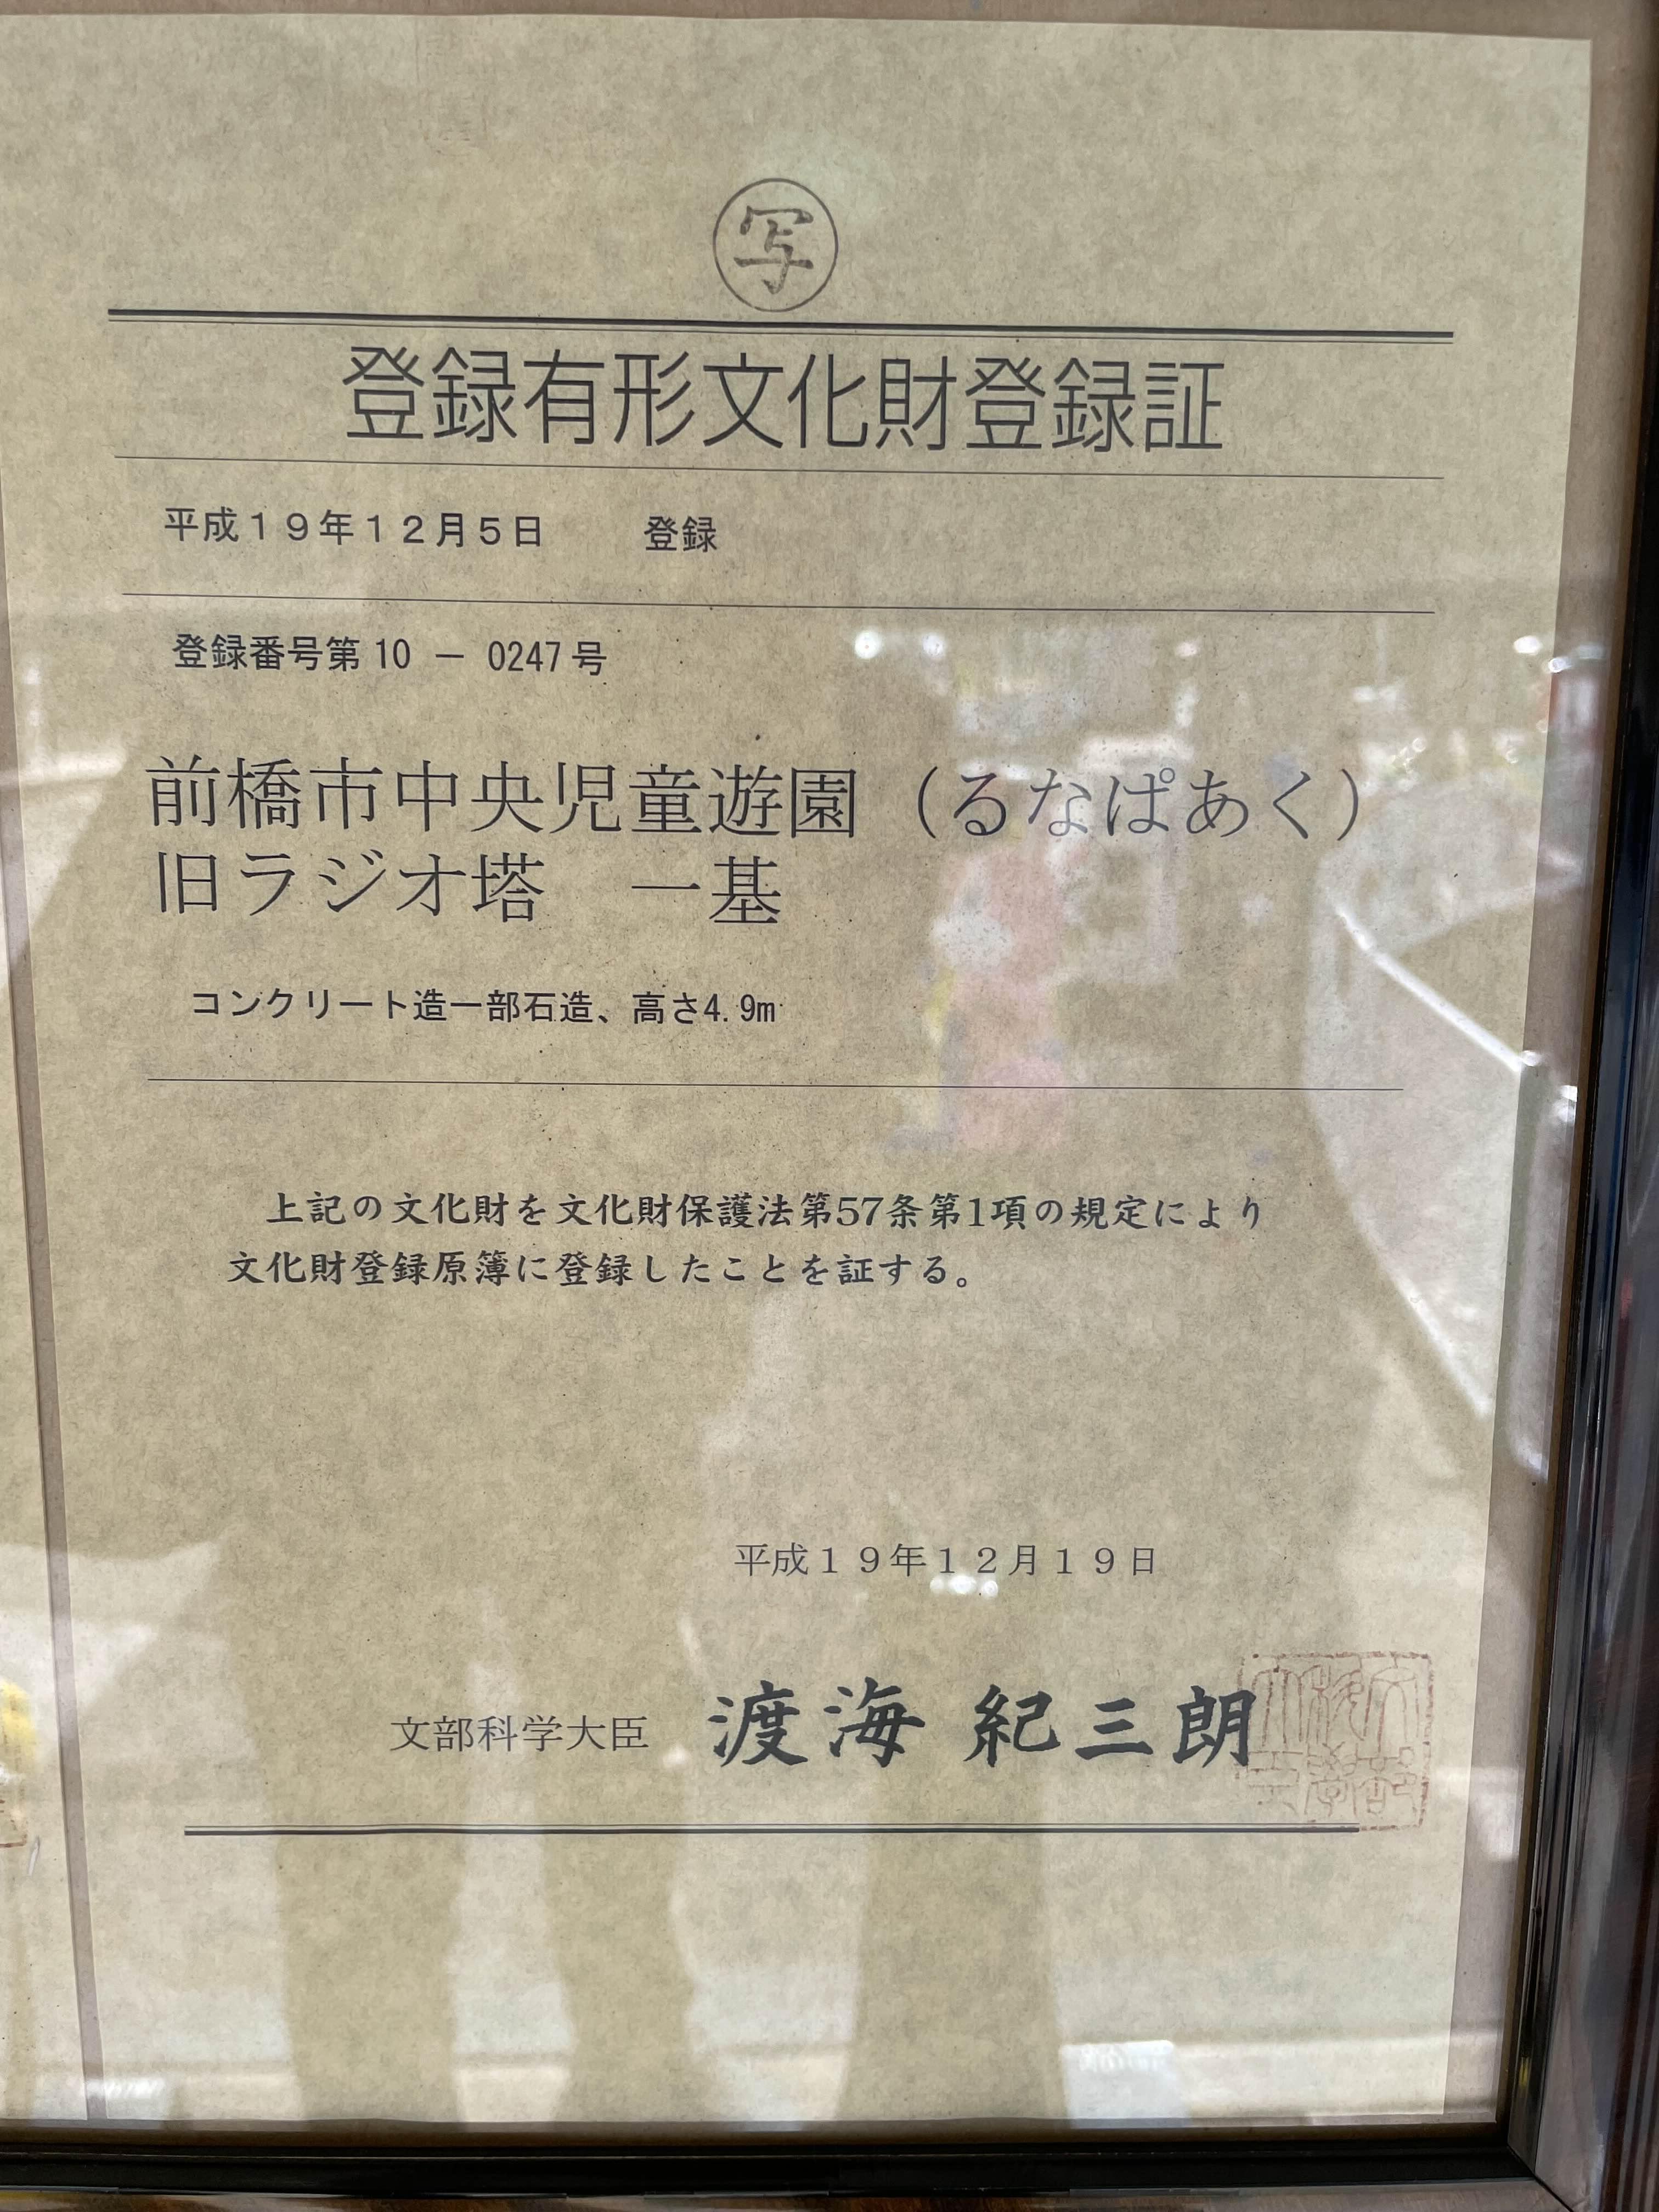 写
登録有形文化財登録証
平成１９年１２月５日　　登録
登録番号第 10 － 0247 号
前橋市中央児童遊園（るなぱあく）
旧ラジオ塔　一基
コンクリート造一部石造、高さ4.9m
上記の文化財を文化財保護法第57条第1項の規定により
文化財登録原簿に登録したことを証する。
平成１９年１２月１９日
文部科学大臣　渡海 紀三朗